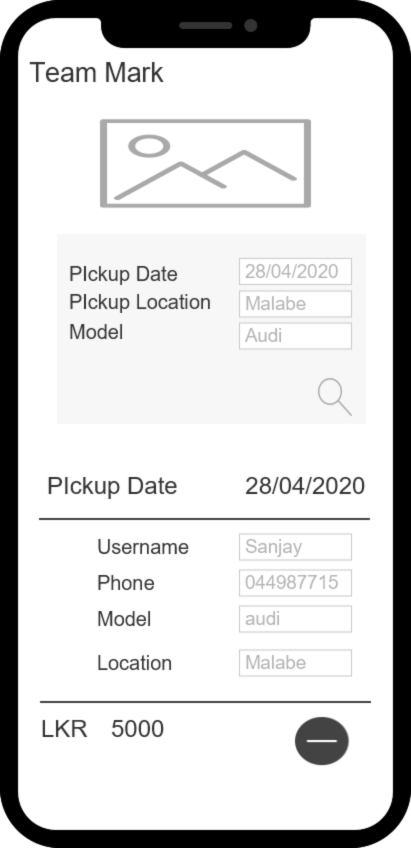 Team Mark
PIckup Date 28/04/2020
PIckup Location Malabe
Model Audi
PIckup Date 28/04/2020
Username Sanjay
Phone 044987715
Model audi
Location Malabe
LKR 5000